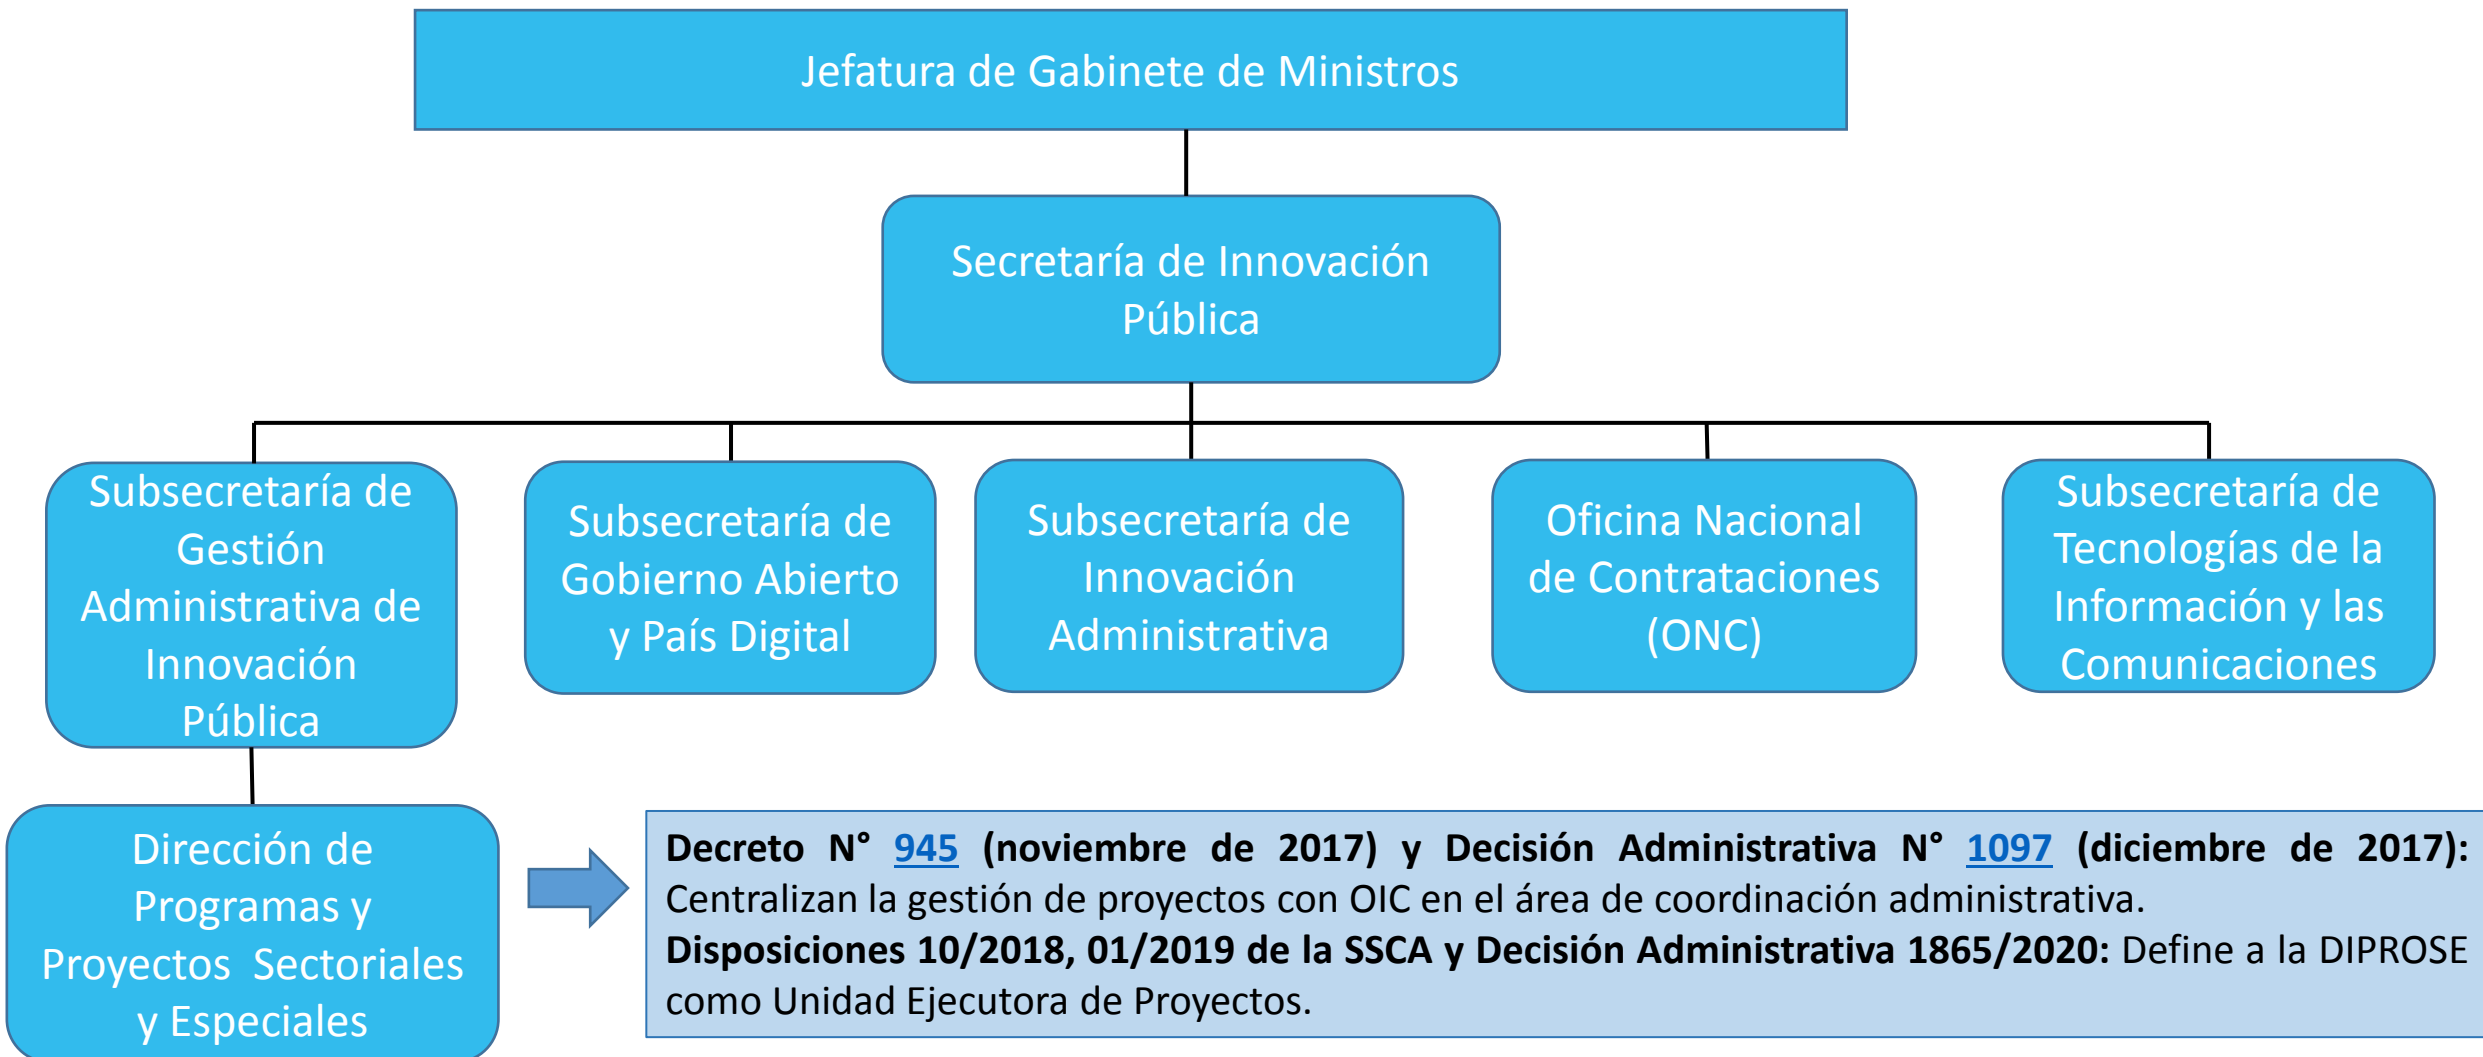 Jefatura de Gabinete de Ministros
Secretaría de Innovación
Pública
Subsecretaría de
Gestión
Administrativa de
Innovación
Pública
Subsecretaría de
Gobierno Abierto
y País Digital
Subsecretaría de
Innovación
Administrativa
Oficina Nacional
de Contrataciones
(ONC)
Subsecretaría de
Tecnologías de la
Información y las
Comunicaciones
Dirección de
Programas y
Proyectos Sectoriales
y Especiales
Decreto N° 945 (noviembre de 2017) y Decisión Administrativa N° 1097 (diciembre de 2017):
Centralizan la gestión de proyectos con OIC en el área de coordinación administrativa.
Disposiciones 10/2018, 01/2019 de la SSCA y Decisión Administrativa 1865/2020: Define a la DIPROSE
como Unidad Ejecutora de Proyectos.